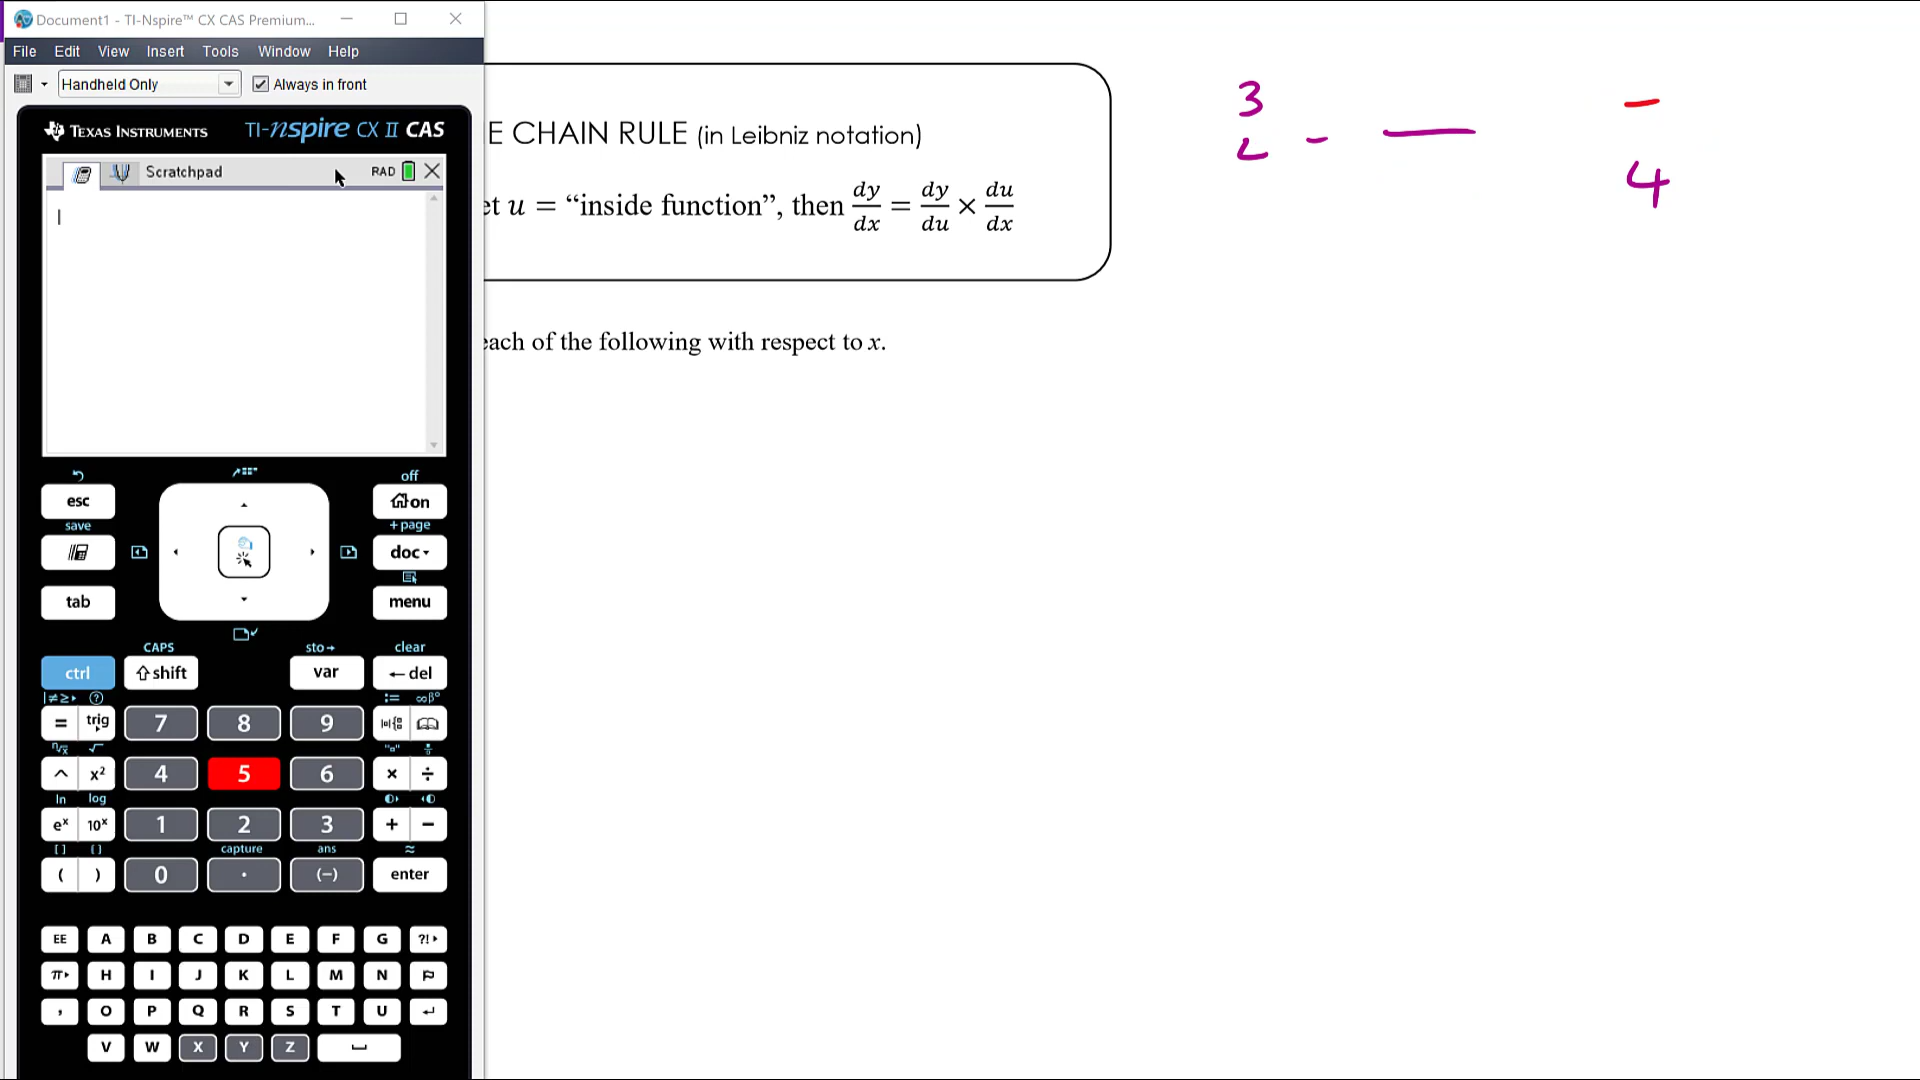 Document1 - TI-Nspire™ CX CAS Premium...
File Edit View Insert Tools Window Help
Handheld Only Always in front
TEXAS INSTRUMENTS TI-nspire CX II CAS
Scratchpad RAD
E CHAIN RULE (in Leibniz notation)
et u = “inside function”, then dy/dx = dy/du × du/dx
each of the following with respect to x.
3
2 -
4
off
esc on
save + page
doc
tab menu
CAPS sto→ clear
ctrl ⇧shift var ←del
|≠≥▸ ? := ∞β°
= trig 7 8 9
ⁿ√x √ "▫"
^ x² 4 5 6 × ÷
ln log
eˣ 10ˣ 1 2 3 + −
[ ] { } capture ans ≈
( ) 0 . (−) enter
EE A B C D E F G ?!▸
π▸ H I J K L M N
, O P Q R S T U ↵
V W X Y Z